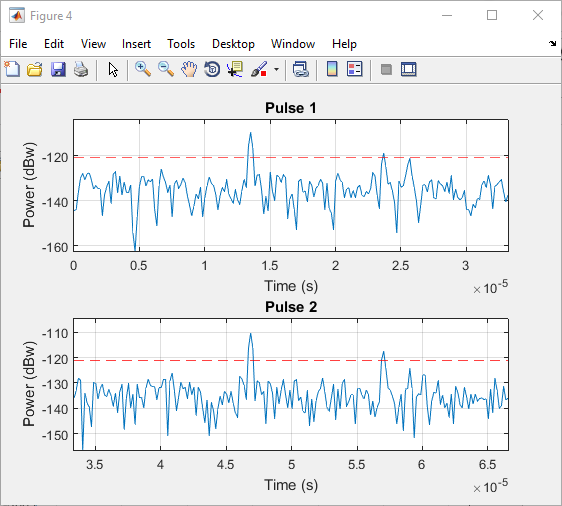 Figure 4
File Edit View Insert Tools Desktop Window Help
Pulse 1
Power (dBw)
-120
-140
-160
0 0.5 1 1.5 2 2.5 3
Time (s)
×10-5
Pulse 2
Power (dBw)
-110
-120
-130
-140
-150
3.5 4 4.5 5 5.5 6 6.5
Time (s)
×10-5